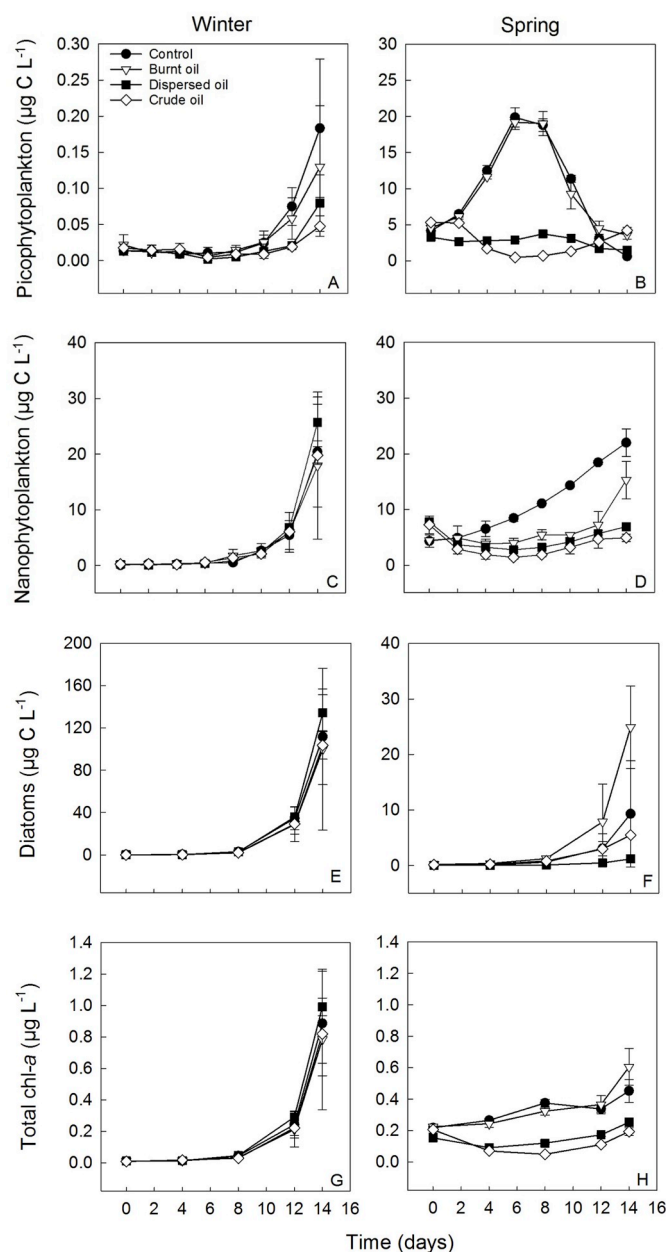 Winter
Spring
Picophytoplankton (µg C L⁻¹)
0.30
0.25
0.20
0.15
0.10
0.05
0.00
Control
Burnt oil
Dispersed oil
Crude oil
A
30
25
20
15
10
5
0
B
Nanophytoplankton (µg C L⁻¹)
40
30
20
10
0
C
40
30
20
10
0
D
Diatoms (µg C L⁻¹)
200
160
120
80
40
0
E
40
30
20
10
0
F
Total chl-a (µg L⁻¹)
1.4
1.2
1.0
0.8
0.6
0.4
0.2
0.0
G
1.4
1.2
1.0
0.8
0.6
0.4
0.2
0.0
H
0 2 4 6 8 10 12 14 16
0 2 4 6 8 10 12 14 16
Time (days)